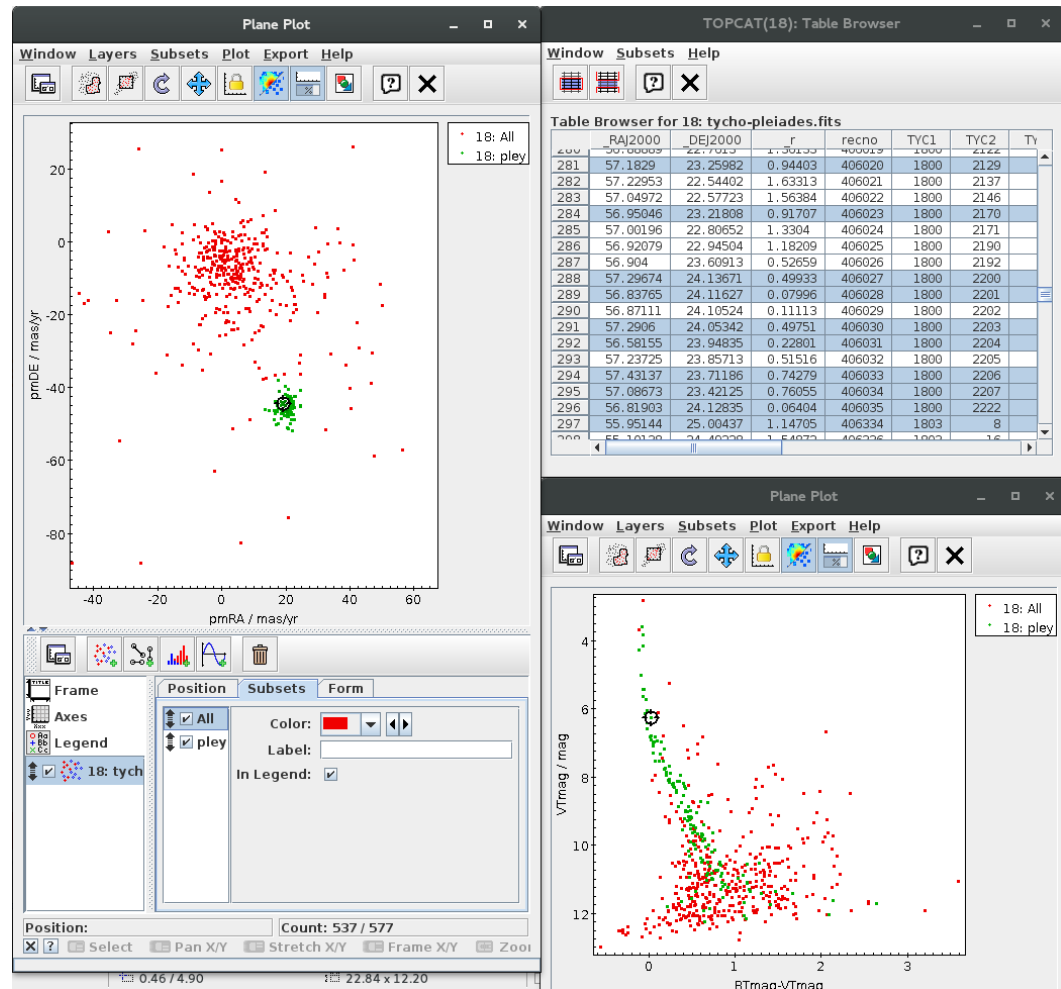 Plane Plot
Window Layers Subsets Plot Export Help
18: All
18: pley
20
0
-20
-40
-60
-80
pmDE / mas/yr
-40 -20 0 20 40 60
pmRA / mas/yr
Frame
Axes
Legend
18: tych
Position Subsets Form
All
pley
Color:
Label:
In Legend:
Position:
Count: 537 / 577
Select Pan X/Y Stretch X/Y Frame X/Y Zoo
0.46 / 4.90 22.84 x 12.20
TOPCAT(18): Table Browser
Window Subsets Help
Table Browser for 18: tycho-pleiades.fits
_RAJ2000 _DEJ2000 _r recno TYC1 TYC2 TY
281 57.1829 23.25982 0.94403 406020 1800 2129
282 57.22953 22.54402 1.63313 406021 1800 2137
283 57.04972 22.57723 1.56384 406022 1800 2146
284 56.95046 23.21808 0.91707 406023 1800 2170
285 57.00196 22.80652 1.3304 406024 1800 2171
286 56.92079 22.94504 1.18209 406025 1800 2190
287 56.904 23.60913 0.52659 406026 1800 2192
288 57.29674 24.13671 0.49933 406027 1800 2200
289 56.83765 24.11627 0.07996 406028 1800 2201
290 56.87111 24.10524 0.11113 406029 1800 2202
291 57.2906 24.05342 0.49751 406030 1800 2203
292 56.58155 23.94835 0.22801 406031 1800 2204
293 57.23725 23.85713 0.51516 406032 1800 2205
294 57.43137 23.71186 0.74279 406033 1800 2206
295 57.08673 23.42125 0.76055 406034 1800 2207
296 56.81903 24.12835 0.06404 406035 1800 2222
297 55.95144 25.00437 1.14705 406334 1803 8
Plane Plot
Window Layers Subsets Plot Export Help
18: All
18: pley
4
6
8
10
12
VTmag / mag
0 1 2 3
BTmag-VTmag